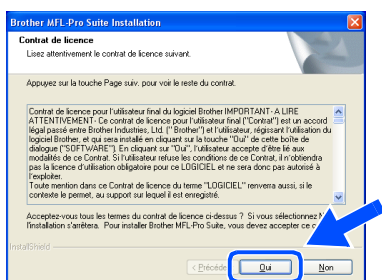 Brother MFL-Pro Suite Installation
Contrat de licence
Lisez attentivement le contrat de licence suivant.
Appuyez sur la touche Page suiv. pour voir le reste du contrat.
Contrat de licence pour l'utilisateur final du logiciel Brother IMPORTANT- A LIRE
ATTENTIVEMENT- Ce contrat de licence pour l'utilisateur final ("Contrat") est un accord
légal passé entre Brother Industries, Ltd. ("Brother") et l'utilisateur, régissant l'utilisation du
logiciel Brother, et qui sera installé en cliquant sur la touche "Oui" de cette boîte de
dialogue ("SOFTWARE"). En cliquant sur "Oui", l'utilisateur accepte d'être lié aux
modalités de ce Contrat. Si l'utilisateur refuse les conditions de ce Contrat, il n'obtiendra
pas la licence d'utilisation obligatoire pour ce LOGICIEL et ne sera donc pas autorisé à
l'exploiter.
Toute mention dans ce Contrat de licence du terme "LOGICIEL" renverra aussi, si le
contexte le permet, au support sur lequel il est enregistré.
Acceptez-vous tous les termes du contrat de licence ci-dessus ? Si vous sélectionnez
l'installation s'arrêtera. Pour installer Brother MFL-Pro Suite, vous devez accepter ce
InstallShield
< Précéde
Oui
Non